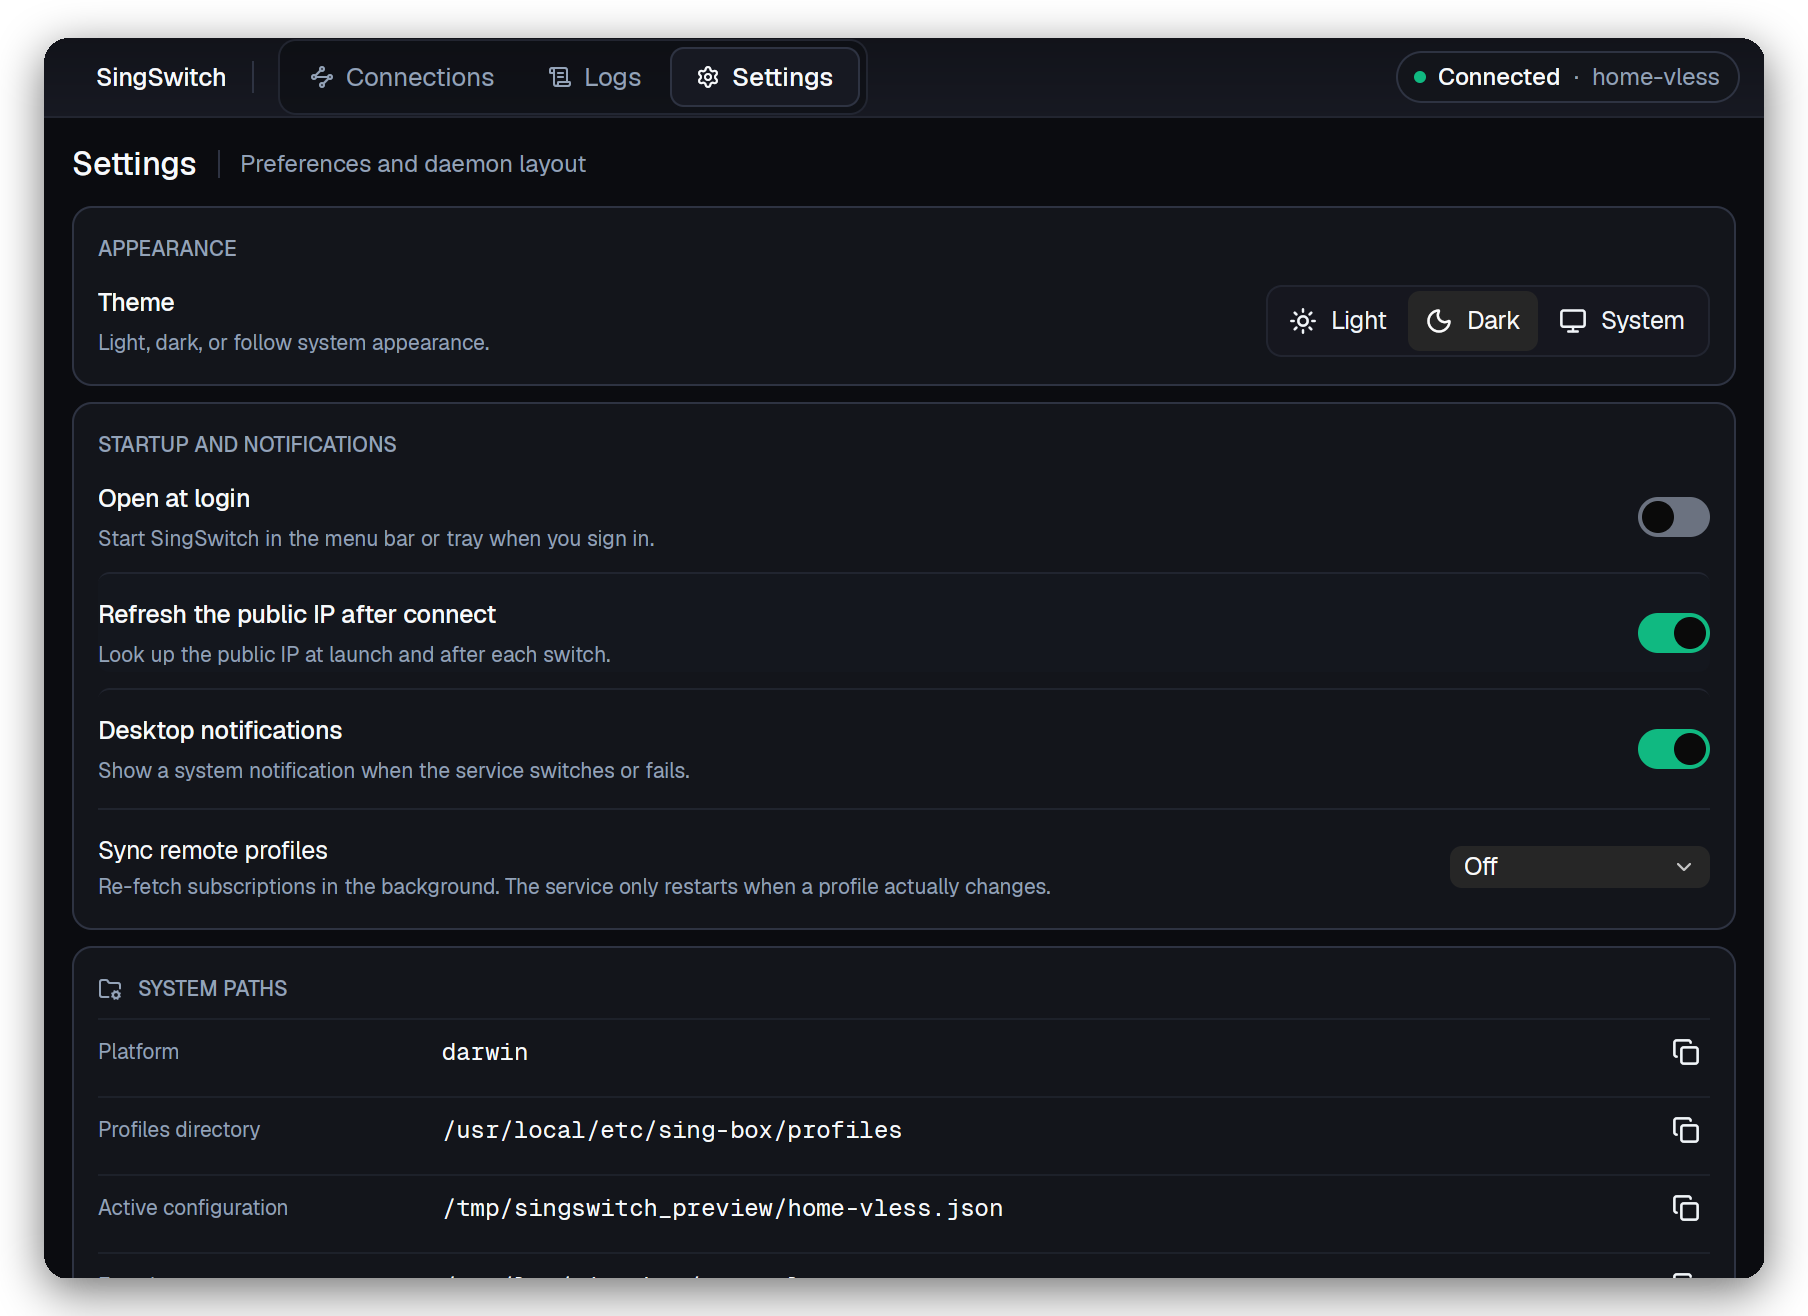 SingSwitch
Connections
Logs
Settings
Connected · home-vless
Settings
Preferences and daemon layout
APPEARANCE
Theme
Light, dark, or follow system appearance.
Light
Dark
System
STARTUP AND NOTIFICATIONS
Open at login
Start SingSwitch in the menu bar or tray when you sign in.
Refresh the public IP after connect
Look up the public IP at launch and after each switch.
Desktop notifications
Show a system notification when the service switches or fails.
Sync remote profiles
Re-fetch subscriptions in the background. The service only restarts when a profile actually changes.
Off
SYSTEM PATHS
Platform
darwin
Profiles directory
/usr/local/etc/sing-box/profiles
Active configuration
/tmp/singswitch_preview/home-vless.json